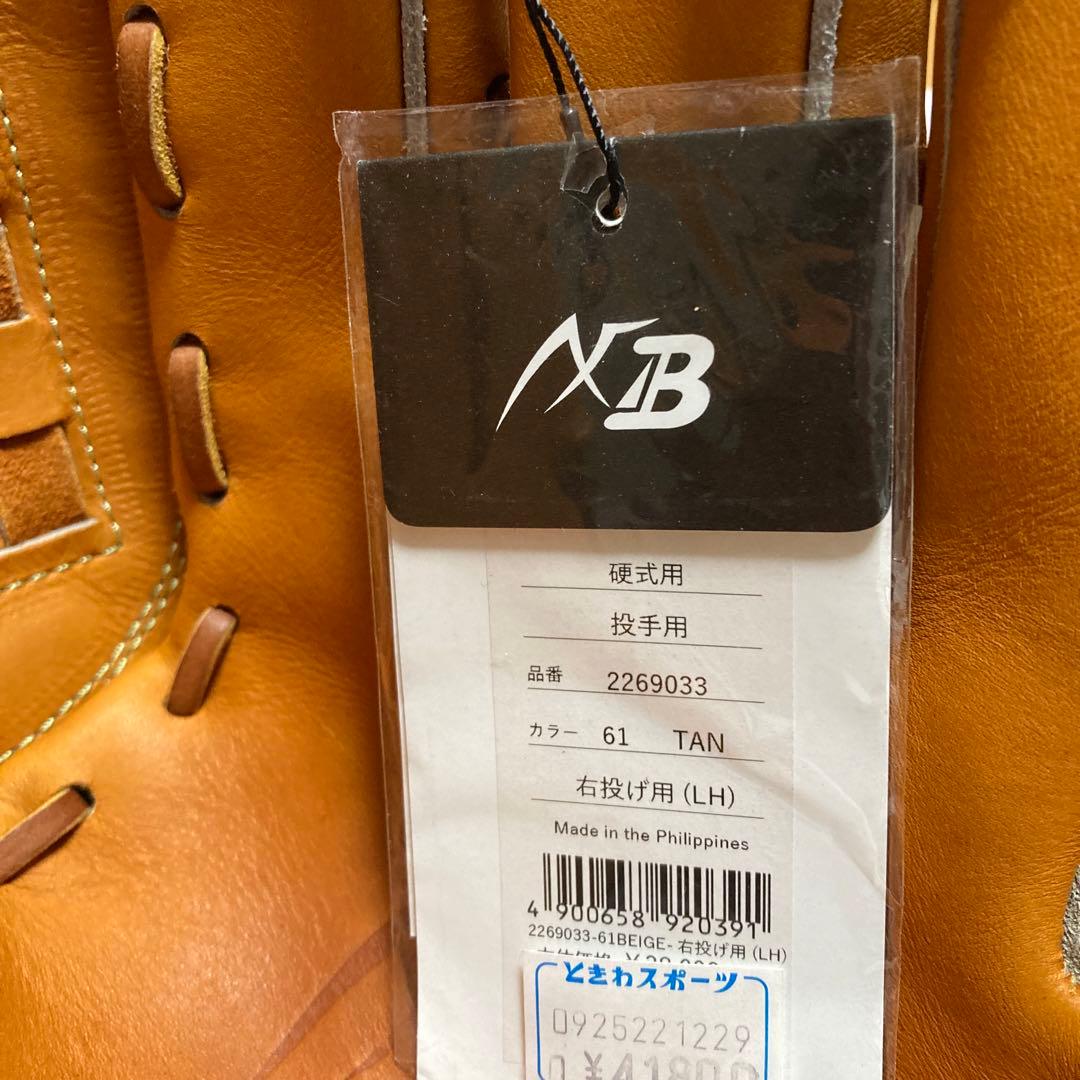 硬式用
投手用
品番 2269033
カラー 61 TAN
右投げ用 (LH)
Made in the Philippines
4 900658 920391
2269033-61BEIGE- 右投げ用 (LH)
ときわスポーツ
0925221229